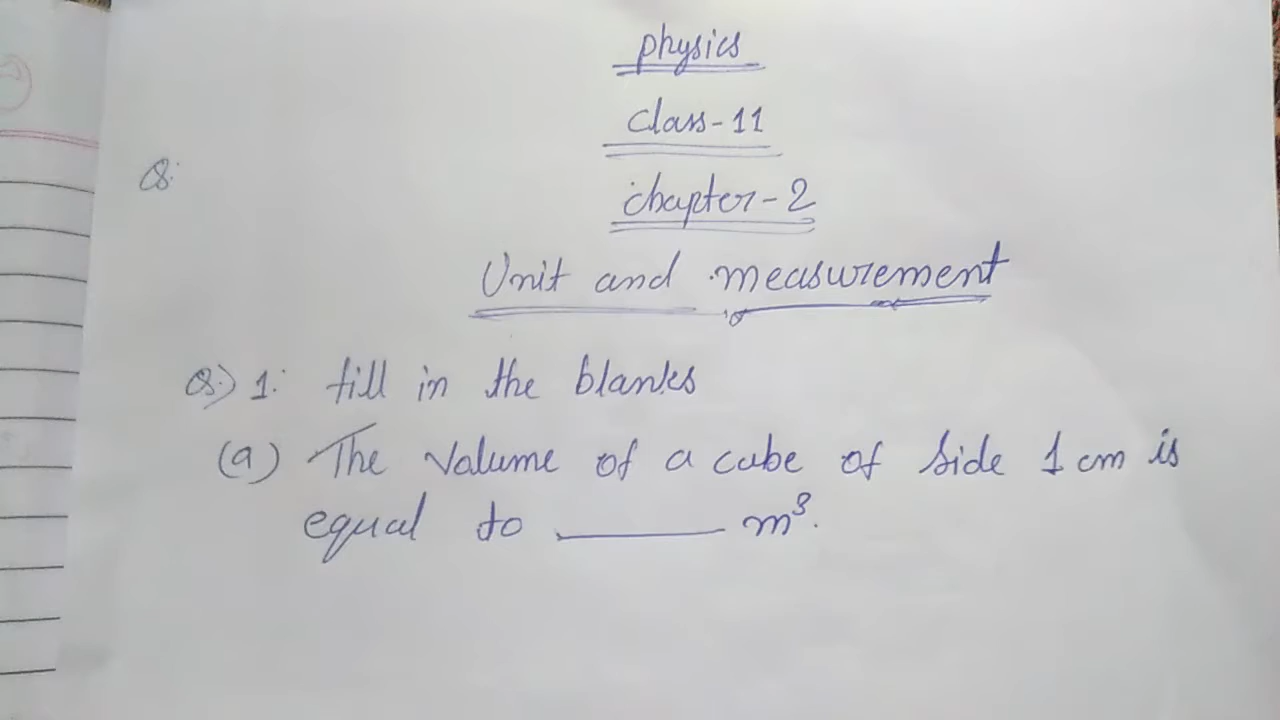 physics
Class-11
Q.
chapter-2
Unit and measurement
Q.) 1. fill in the blanks
(a) The Volume of a cube of side 1 cm is
equal to ______ m³.